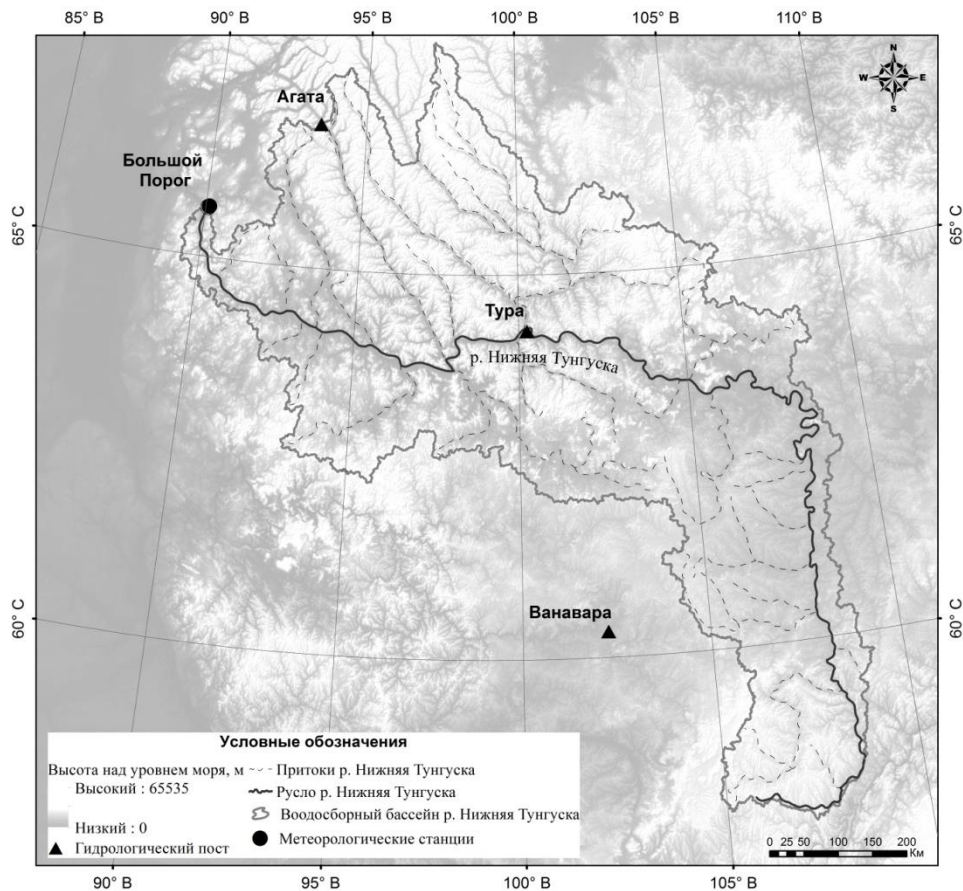 85° В 90° В 95° В 100° В 105° В 110° В
N
W E
S
Агата
Большой
Порог
65° С
65° С
Тура
р. Нижняя Тунгуска
60° С
60° С
Ванавара
Условные обозначения
Высота над уровнем моря, м
Высокий : 65535
Низкий : 0
Гидрологический пост
Притоки р. Нижняя Тунгуска
Русло р. Нижняя Тунгуска
Воодосборный бассейн р. Нижняя Тунгуска
Метеорологические станции
0 25 50 100 150 200
Км
90° В 95° В 100° В 105° В